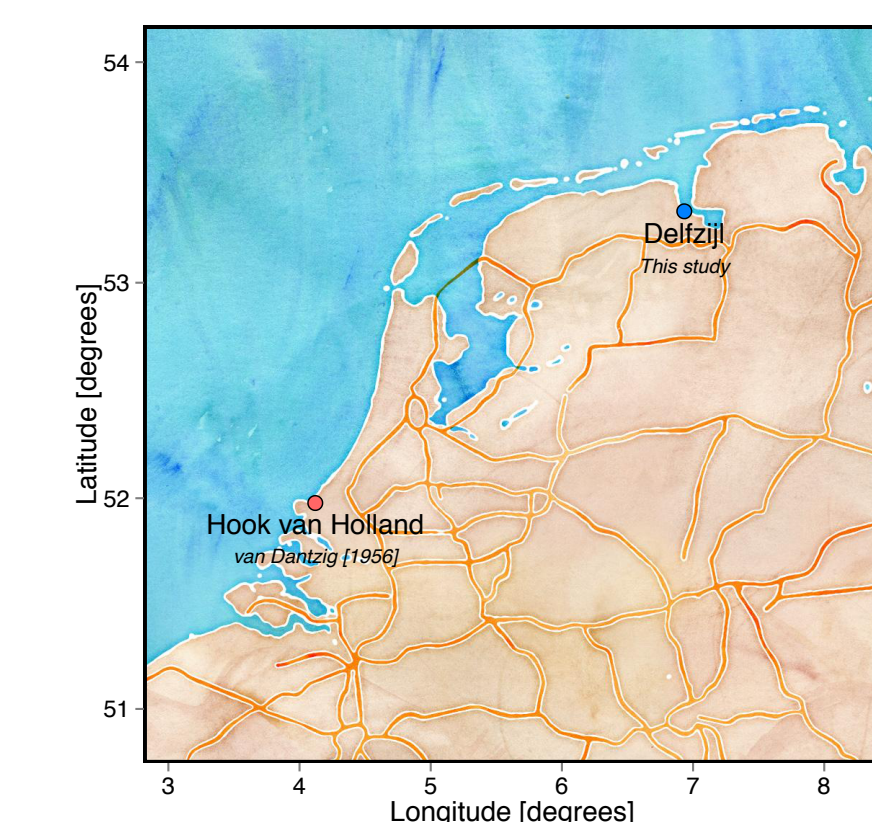 54
53
52
51
Latitude [degrees]
Delfzijl
This study
Hook van Holland
van Dantzig [1956]
3 4 5 6 7 8
Longitude [degrees]